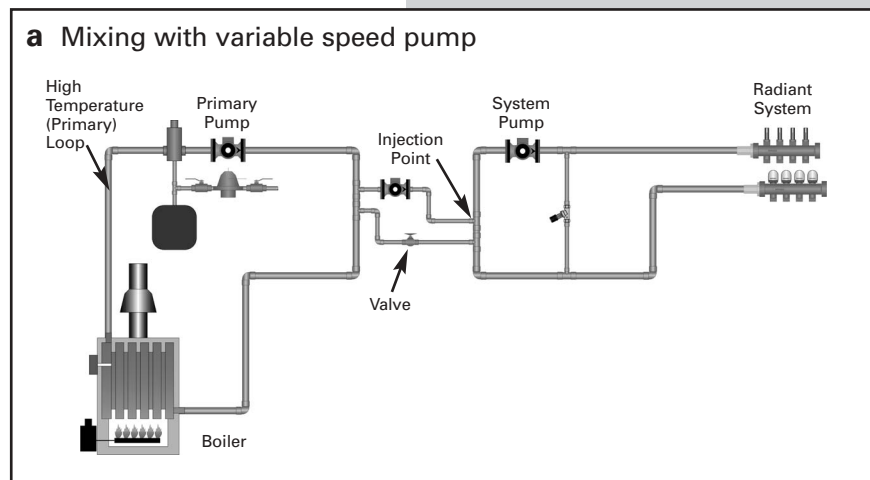 a Mixing with variable speed pump
High
Temperature
(Primary)
Loop
Primary
Pump
Injection
Point
System
Pump
Radiant
System
Valve
Boiler